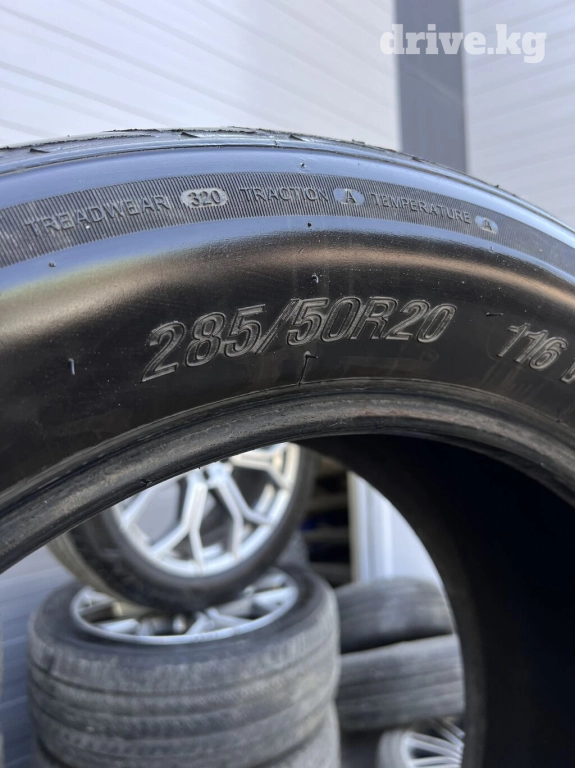 drive.kg
TREADWEAR 320 TRACTION A TEMPERATURE A
285/50R20 116